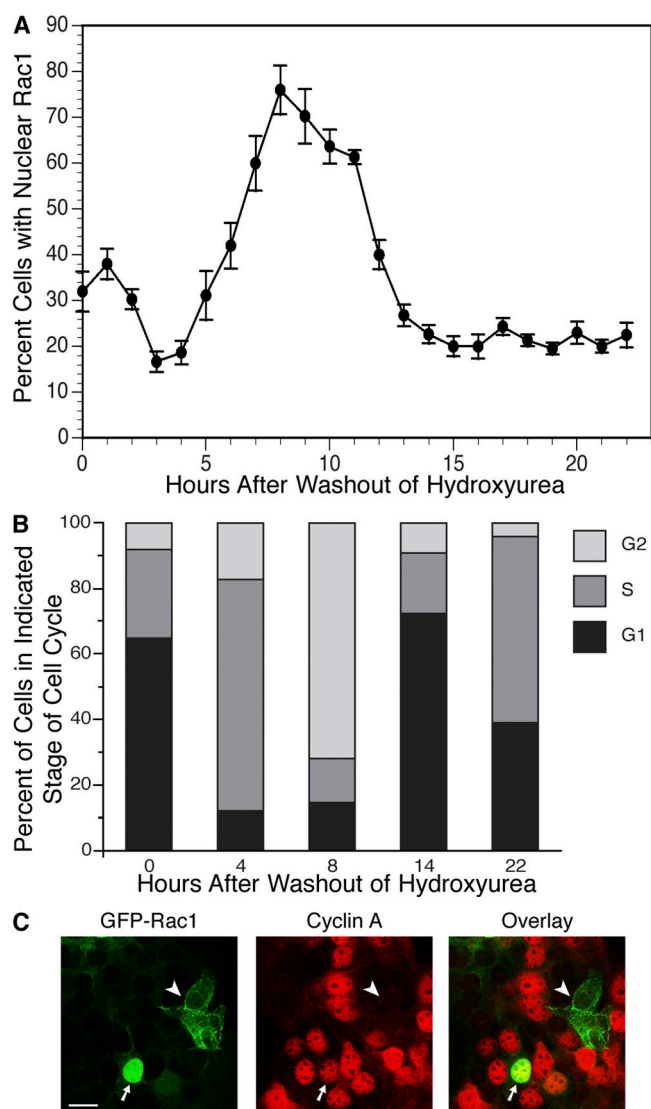 A
Percent Cells with Nuclear Rac1
90
80
70
60
50
40
30
20
10
0
0 5 10 15 20
Hours After Washout of Hydroxyurea
B
Percent of Cells in Indicated
Stage of Cell Cycle
100
80
60
40
20
0
G2
S
G1
0 4 8 14 22
Hours After Washout of Hydroxyurea
C
GFP-Rac1 Cyclin A Overlay